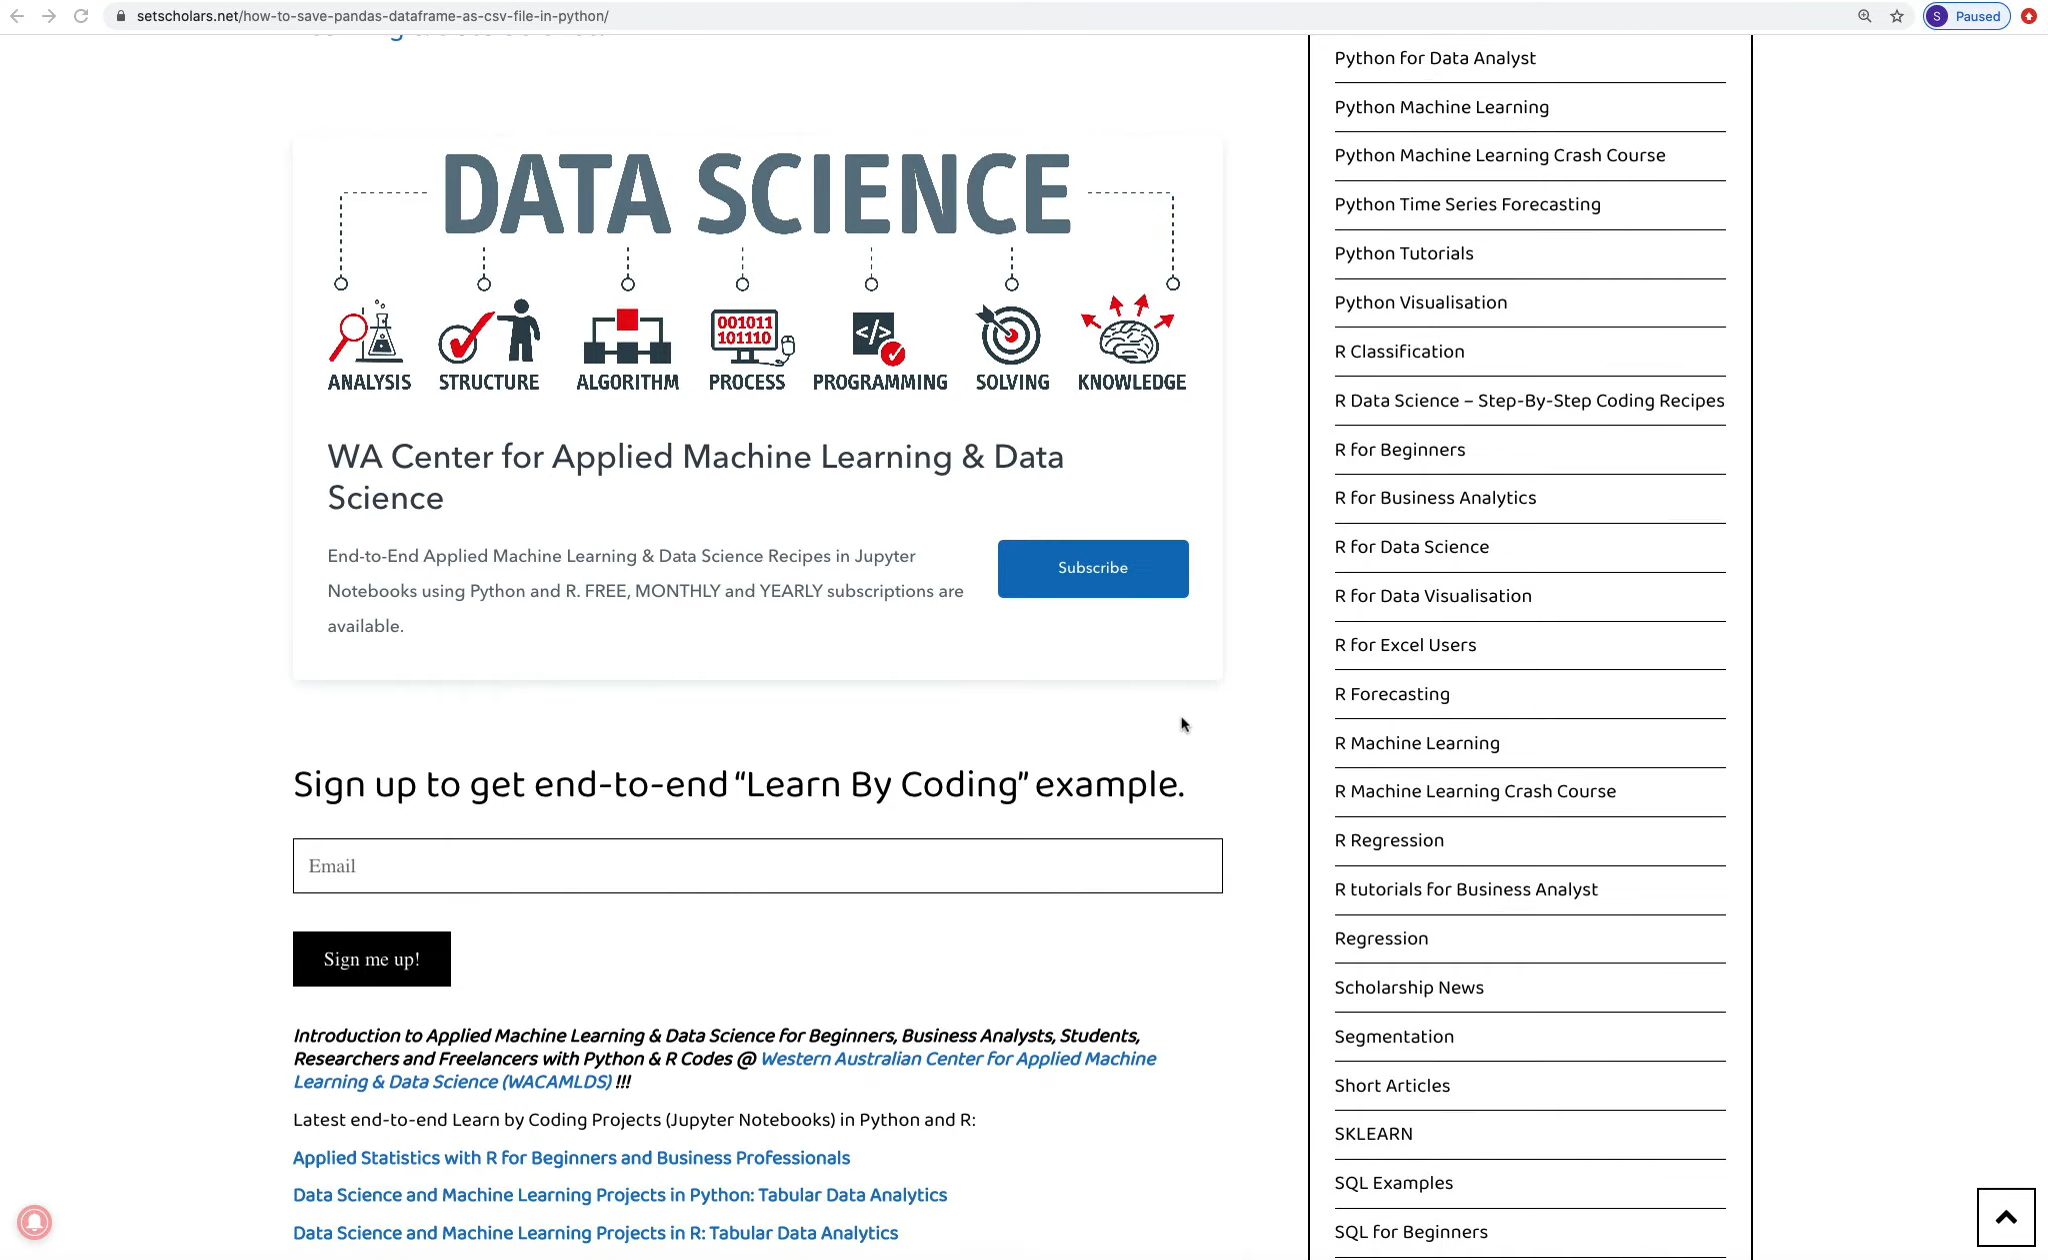 setscholars.net/how-to-save-pandas-dataframe-as-csv-file-in-python/
S Paused
DATA SCIENCE
001011
101110
</>
ANALYSIS STRUCTURE ALGORITHM PROCESS PROGRAMMING SOLVING KNOWLEDGE
WA Center for Applied Machine Learning & Data
Science
End-to-End Applied Machine Learning & Data Science Recipes in Jupyter
Notebooks using Python and R. FREE, MONTHLY and YEARLY subscriptions are
available.
Subscribe
Sign up to get end-to-end “Learn By Coding” example.
Email
Sign me up!
Introduction to Applied Machine Learning & Data Science for Beginners, Business Analysts, Students,
Researchers and Freelancers with Python & R Codes @ Western Australian Center for Applied Machine
Learning & Data Science (WACAMLDS) !!!
Latest end-to-end Learn by Coding Projects (Jupyter Notebooks) in Python and R:
Applied Statistics with R for Beginners and Business Professionals
Data Science and Machine Learning Projects in Python: Tabular Data Analytics
Data Science and Machine Learning Projects in R: Tabular Data Analytics
Python for Data Analyst
Python Machine Learning
Python Machine Learning Crash Course
Python Time Series Forecasting
Python Tutorials
Python Visualisation
R Classification
R Data Science – Step-By-Step Coding Recipes
R for Beginners
R for Business Analytics
R for Data Science
R for Data Visualisation
R for Excel Users
R Forecasting
R Machine Learning
R Machine Learning Crash Course
R Regression
R tutorials for Business Analyst
Regression
Scholarship News
Segmentation
Short Articles
SKLEARN
SQL Examples
SQL for Beginners